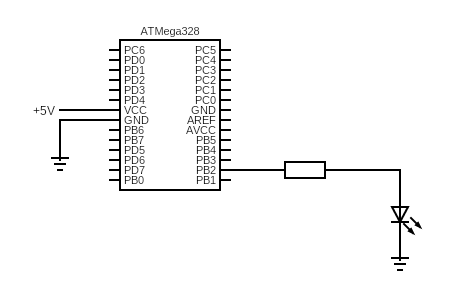 ATMega328
PC6 PC5
PD0 PC4
PD1 PC3
PD2 PC2
PD3 PC1
PD4 PC0
+5V VCC GND
GND AREF
PB6 AVCC
PB7 PB5
PD5 PB4
PD6 PB3
PD7 PB2
PB0 PB1